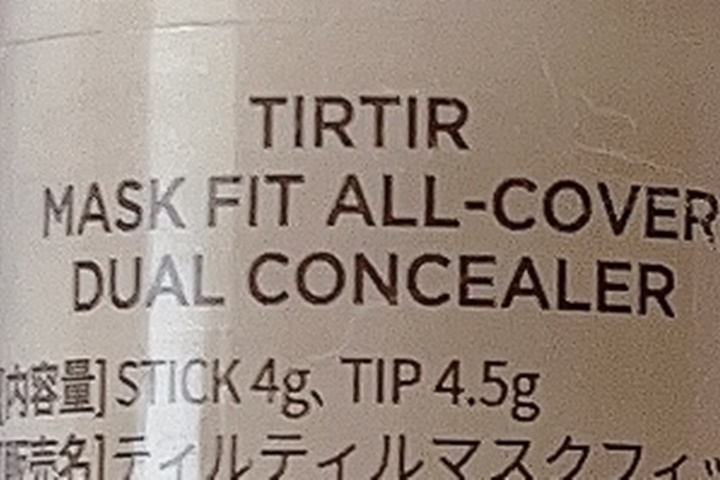 TIRTIR
MASK FIT ALL-COVER
DUAL CONCEALER
[内容量] STICK 4g、TIP 4.5g
[販売名] ティルティルマスクフィッ